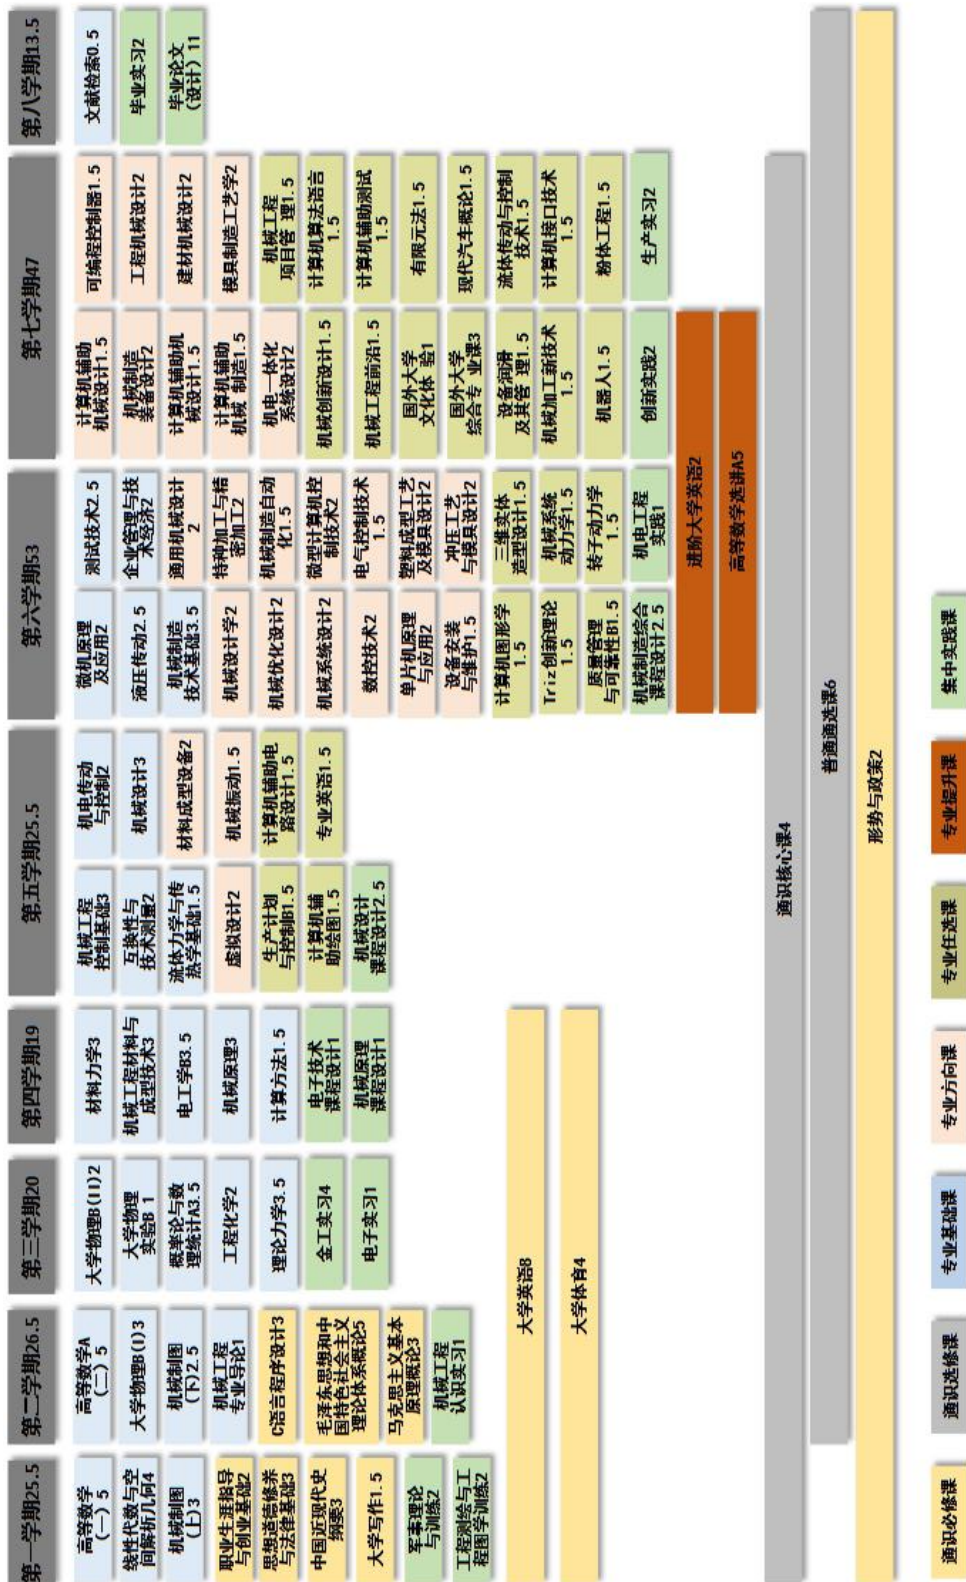 第一学期25.5
高等数学
(一) 5
线性代数与空
间解析几何4
机械制图
(上)3
职业生涯指导
与创业基础2
思想道德修养
与法律基础3
中国近现代史
纲要3
大学写作1.5
军事理论
与训练2
工程测绘与工
程图学训练2
第二学期26.5
高等数学A
(二) 5
大学物理B(I)3
机械制图
(下)2.5
机械工程
专业导论1
C语言程序设计3
毛泽东思想和中
国特色社会主义
理论体系概论5
马克思主义基本
原理概论3
机械工程
认识实习1
第三学期20
大学物理B(II)2
大学物理
实验B 1
概率论与数
理统计A3.5
工程化学2
理论力学3.5
金工实习4
电子实习1
第四学期19
材料力学3
机械工程材料与
成型技术3
电工学B3.5
机械原理3
计算方法1.5
电子技术
课程设计1
机械原理
课程设计1
大学英语8
大学体育4
第五学期25.5
机械工程
控制基础3
互换性与
技术测量2
流体力学与传
热学基础1.5
虚拟设计2
生产计划
与控制B1.5
计算机辅
助绘图1.5
机械设计
课程设计2.5
机电传动
与控制2
机械设计3
材料成型设备2
机械振动1.5
计算机辅助电
路设计1.5
专业英语1.5
第六学期53
微机原理
及应用2
液压传动2.5
机械制造
技术基础3.5
机械设计学2
机械优化设计2
机械系统设计2
数控技术2
单片机原理
与应用2
设备安装
与维护1.5
计算机图形学
1.5
Triz创新理论
1.5
质量管理
与可靠性B1.5
机械制造综合
课程设计2.5
测试技术2.5
企业管理与技
术经济2
通用机械设计
2
特种加工与精
密加工2
机械制造自动
化1.5
微型计算机控
制技术2
电气控制技术
1.5
塑料成型工艺
及模具设计2
冲压工艺
与模具设计2
三维实体
造型设计1.5
机械系统
动力学1.5
转子动力学
1.5
机电工程
实践1
进阶大学英语2
高等数学选讲A5
第七学期47
计算机辅助
机械设计1.5
机械制造
装备设计2
计算机辅助机
械设计1.5
计算机辅助
机械 制造1.5
机电一体化
系统设计2
机械创新设计1.5
机械工程前沿1.5
国外大学
文化体 验1
国外大学
综合专 业课3
设备润滑
及其管 理1.5
机械加工新技术
1.5
机器人1.5
创新实践2
可编程控制器1.5
工程机械设计2
建材机械设计2
模具制造工艺学2
机械工程
项目管 理1.5
计算机算法语言
1.5
计算机辅助测试
1.5
有限元法1.5
现代汽车概论1.5
流体传动与控制
技术1.5
计算机接口技术
1.5
粉体工程1.5
生产实习2
第八学期13.5
文献检索0.5
毕业实习2
毕业论文
(设计) 11
通识核心课4
普通通选课6
形势与政策2
通识必修课
通识选修课
专业基础课
专业方向课
专业任选课
专业提升课
集中实践课